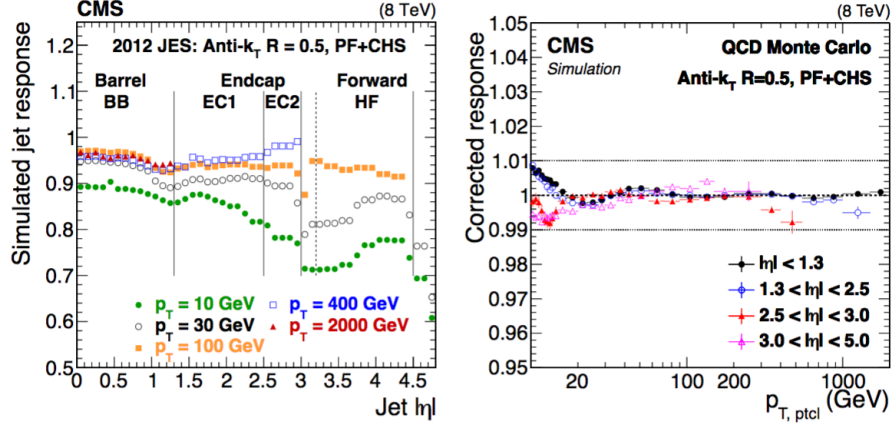 CMS (8 TeV)
2012 JES: Anti-kT R = 0.5, PF+CHS
Barrel Endcap Forward
BB EC1 EC2 HF
Simulated jet response
1.2
1.1
1
0.9
0.8
0.7
0.6
0.5
pT = 10 GeV pT = 400 GeV
pT = 30 GeV pT = 2000 GeV
pT = 100 GeV
0 0.5 1 1.5 2 2.5 3 3.5 4 4.5
Jet |η|
(8 TeV)
CMS QCD Monte Carlo
Simulation
Anti-kT R=0.5, PF+CHS
Corrected response
1.05
1.04
1.03
1.02
1.01
1
0.99
0.98
0.97
0.96
0.95
|η| < 1.3
1.3 < |η| < 2.5
2.5 < |η| < 3.0
3.0 < |η| < 5.0
20 100 200 1000
pT, ptcl (GeV)